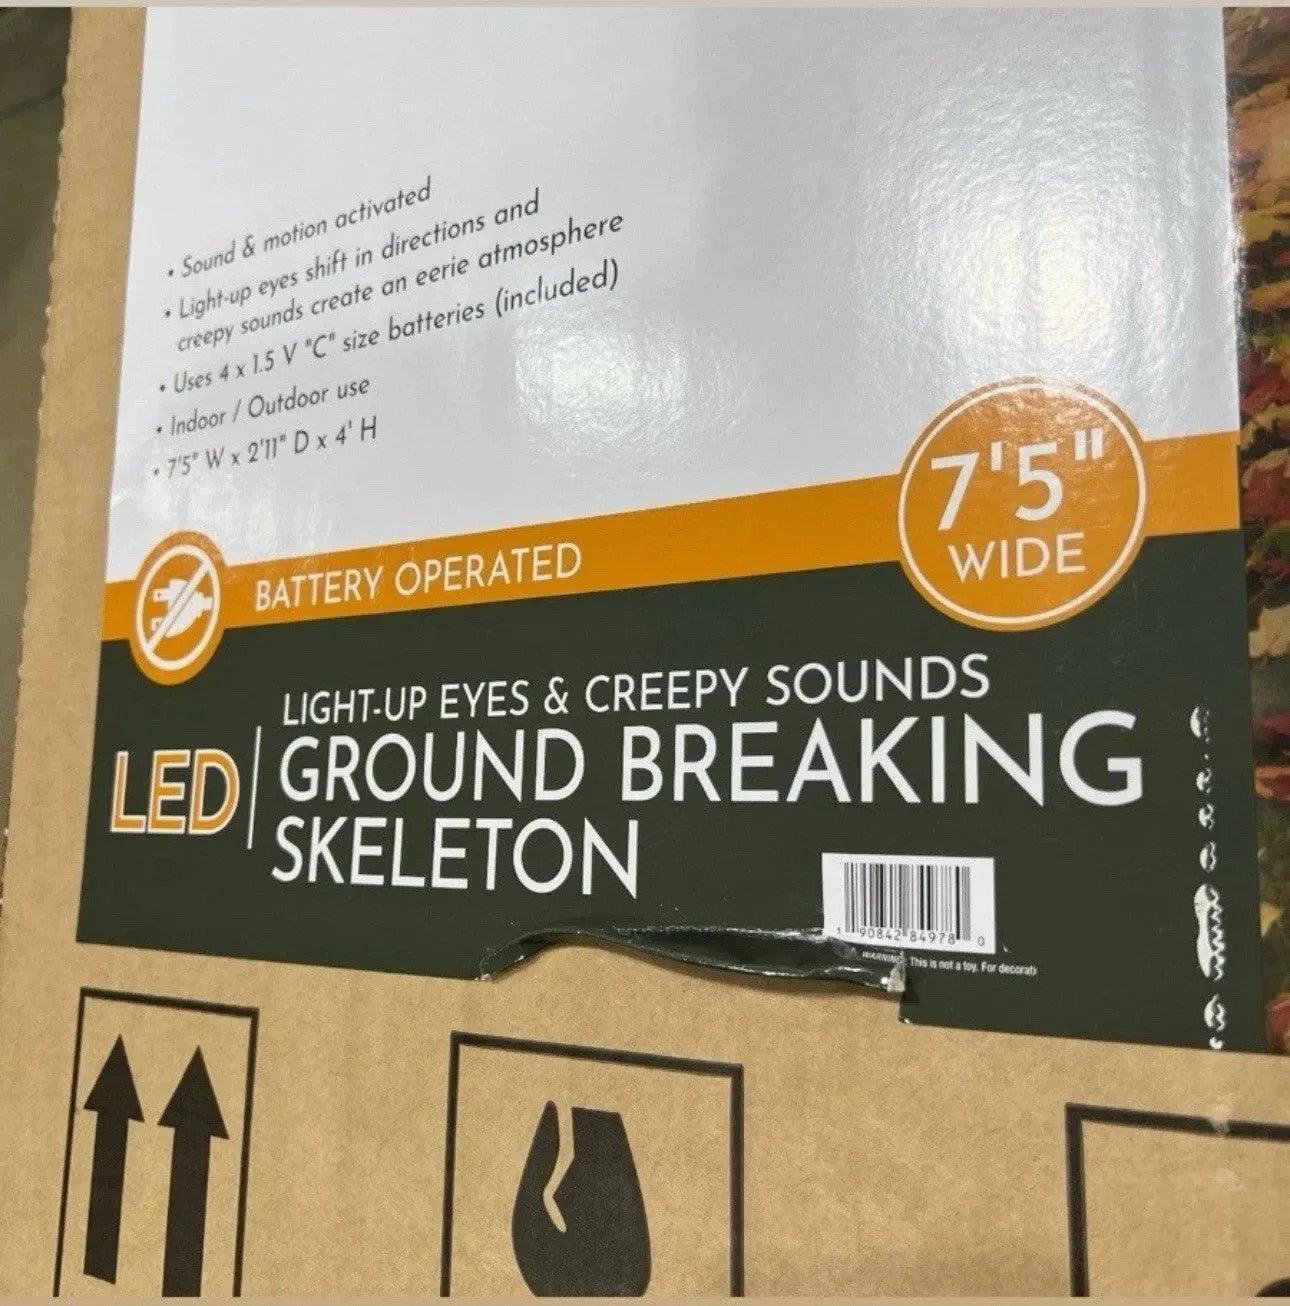 • Sound & motion activated
• Light-up eyes shift in directions and
creepy sounds create an eerie atmosphere
• Uses 4 x 1.5 V "C" size batteries (included)
• Indoor / Outdoor use
• 7'5" W x 2'11" D x 4' H
7'5"
WIDE
BATTERY OPERATED
LIGHT-UP EYES & CREEPY SOUNDS
LED
GROUND BREAKING
SKELETON
1 90842 84978 0
WARNING: This is not a toy. For decorati